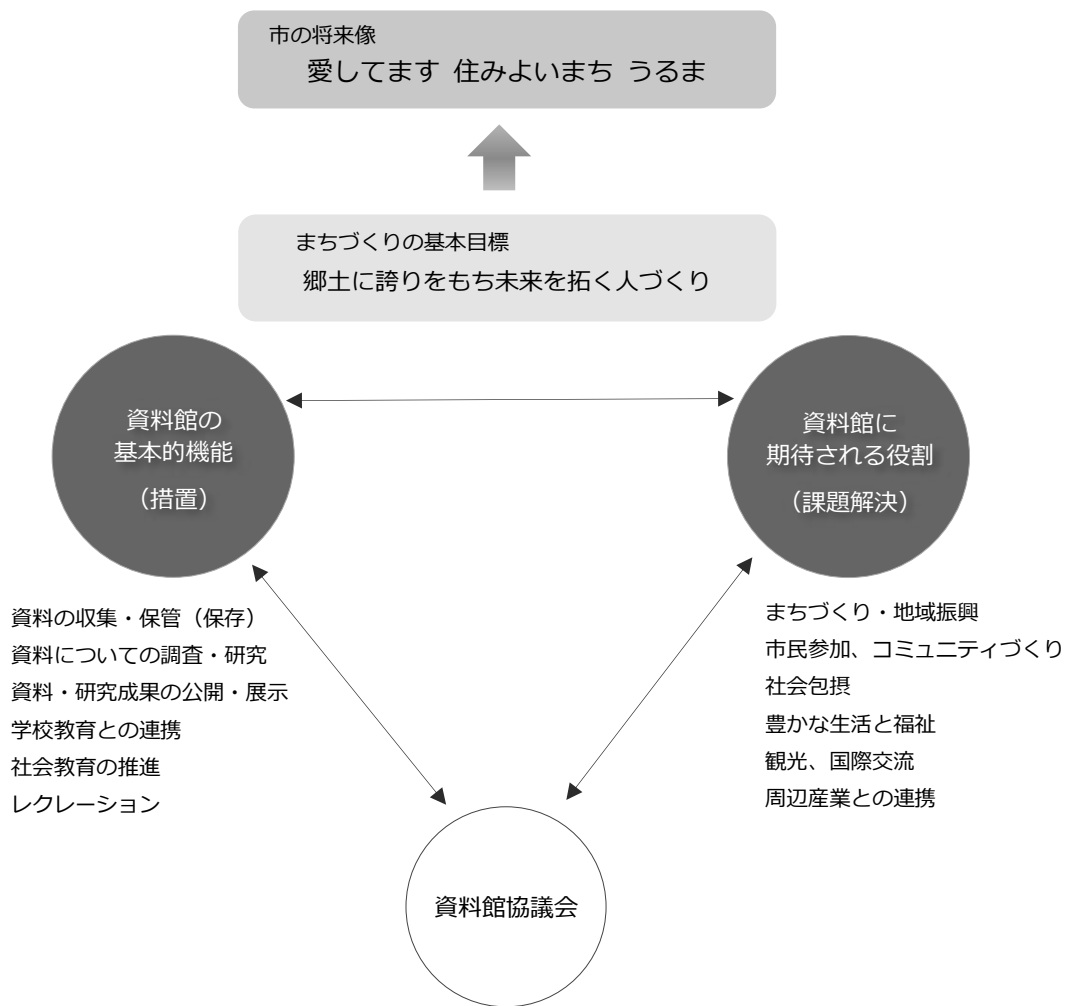 市の将来像
愛してます 住みよいまち うるま
まちづくりの基本目標
郷土に誇りをもち未来を拓く人づくり
資料館の
基本的機能
（措置）
資料館に
期待される役割
（課題解決）
資料の収集・保管（保存）
資料についての調査・研究
資料・研究成果の公開・展示
学校教育との連携
社会教育の推進
レクレーション
まちづくり・地域振興
市民参加、コミュニティづくり
社会包摂
豊かな生活と福祉
観光、国際交流
周辺産業との連携
資料館協議会